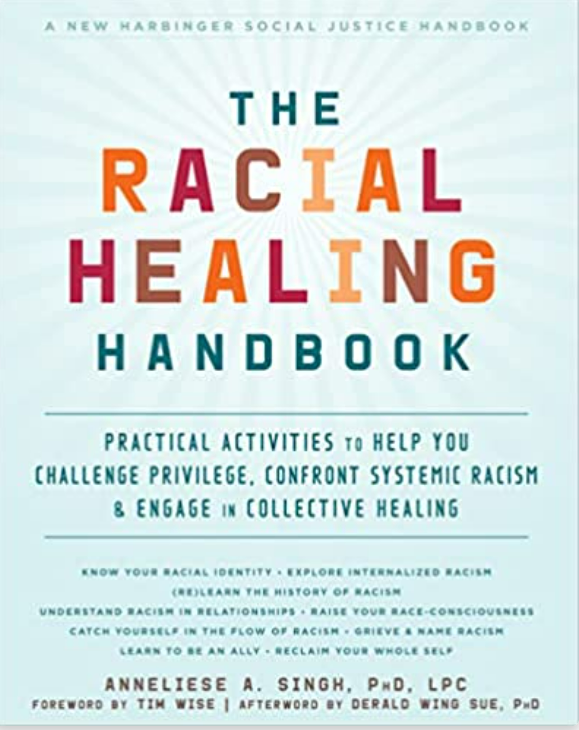 A NEW HARBINGER SOCIAL JUSTICE HANDBOOK
THE
RACIAL
HEALING
HANDBOOK
PRACTICAL ACTIVITIES TO HELP YOU
CHALLENGE PRIVILEGE, CONFRONT SYSTEMIC RACISM
& ENGAGE IN COLLECTIVE HEALING
KNOW YOUR RACIAL IDENTITY • EXPLORE INTERNALIZED RACISM
(RE)LEARN THE HISTORY OF RACISM
UNDERSTAND RACISM IN RELATIONSHIPS • RAISE YOUR RACE-CONSCIOUSNESS
CATCH YOURSELF IN THE FLOW OF RACISM • GRIEVE & NAME RACISM
LEARN TO BE AN ALLY • RECLAIM YOUR WHOLE SELF
ANNELIESE A. SINGH, PHD, LPC
FOREWORD BY TIM WISE | AFTERWORD BY DERALD WING SUE, PHD